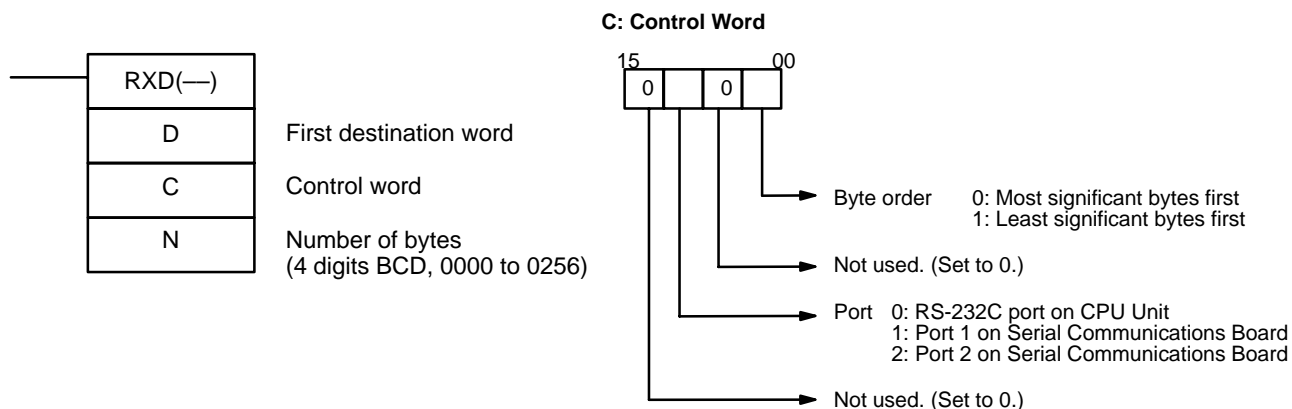 C: Control Word
15 00
0 0
RXD(—)
D First destination word
C Control word
N Number of bytes
(4 digits BCD, 0000 to 0256)
Byte order 0: Most significant bytes first
1: Least significant bytes first
Not used. (Set to 0.)
Port 0: RS-232C port on CPU Unit
1: Port 1 on Serial Communications Board
2: Port 2 on Serial Communications Board
Not used. (Set to 0.)